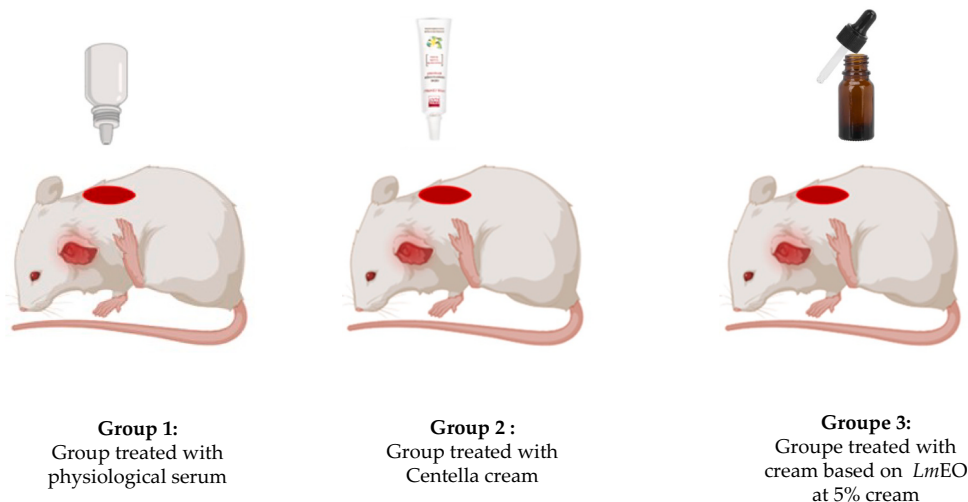 Group 1:
Group treated with
physiological serum
Group 2 :
Group treated with
Centella cream
Groupe 3:
Groupe treated with
cream based on LmEO
at 5% cream